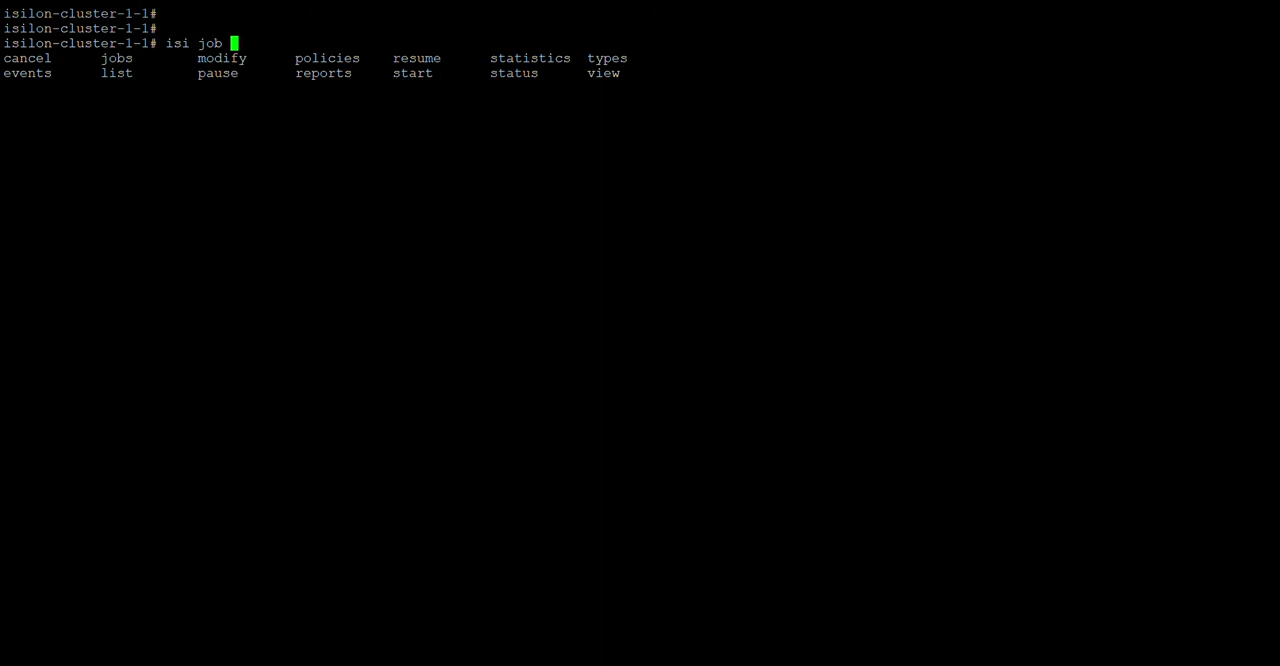 isilon-cluster-1-1#
isilon-cluster-1-1#
isilon-cluster-1-1# isi job
cancel jobs modify policies resume statistics types
events list pause reports start status view